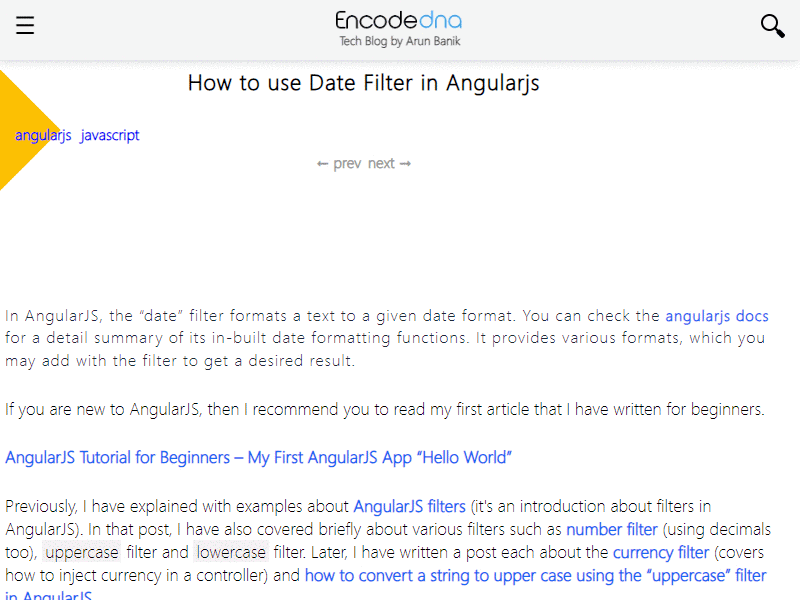 Encodedna
Tech Blog by Arun Banik
How to use Date Filter in Angularjs
angularjs javascript
← prev next →
In AngularJS, the “date” filter formats a text to a given date format. You can check the angularjs docs
for a detail summary of its in-built date formatting functions. It provides various formats, which you
may add with the filter to get a desired result.
If you are new to AngularJS, then I recommend you to read my first article that I have written for beginners.
AngularJS Tutorial for Beginners – My First AngularJS App “Hello World”
Previously, I have explained with examples about AngularJS filters (it's an introduction about filters in
AngularJS). In that post, I have also covered briefly about various filters such as number filter (using decimals
too), uppercase filter and lowercase filter. Later, I have written a post each about the currency filter (covers
how to inject currency in a controller) and how to convert a string to upper case using the “uppercase” filter
in AngularJS